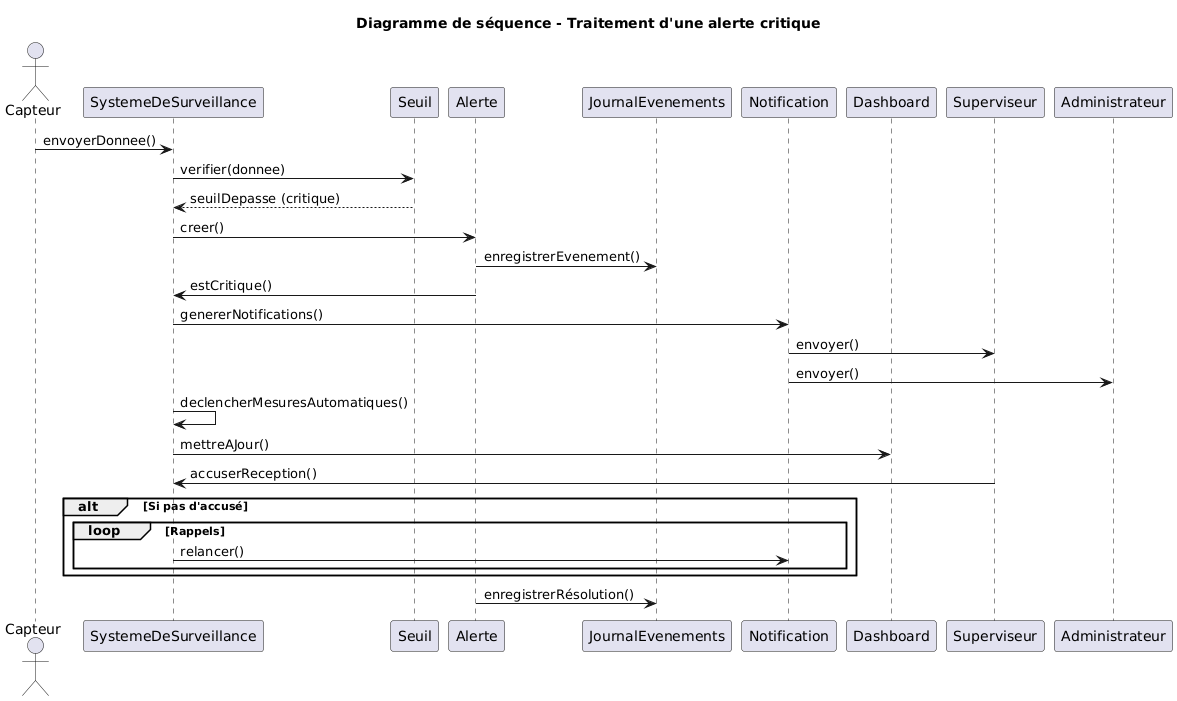 Diagramme de séquence - Traitement d'une alerte critique
Capteur
SystemeDeSurveillance
Seuil
Alerte
JournalEvenements
Notification
Dashboard
Superviseur
Administrateur
envoyerDonnee()
verifier(donnee)
seuilDepasse (critique)
creer()
enregistrerEvenement()
estCritique()
genererNotifications()
envoyer()
envoyer()
declencherMesuresAutomatiques()
mettreAJour()
accuserReception()
alt [Si pas d'accusé]
loop [Rappels]
relancer()
enregistrerRésolution()
Capteur
SystemeDeSurveillance
Seuil
Alerte
JournalEvenements
Notification
Dashboard
Superviseur
Administrateur